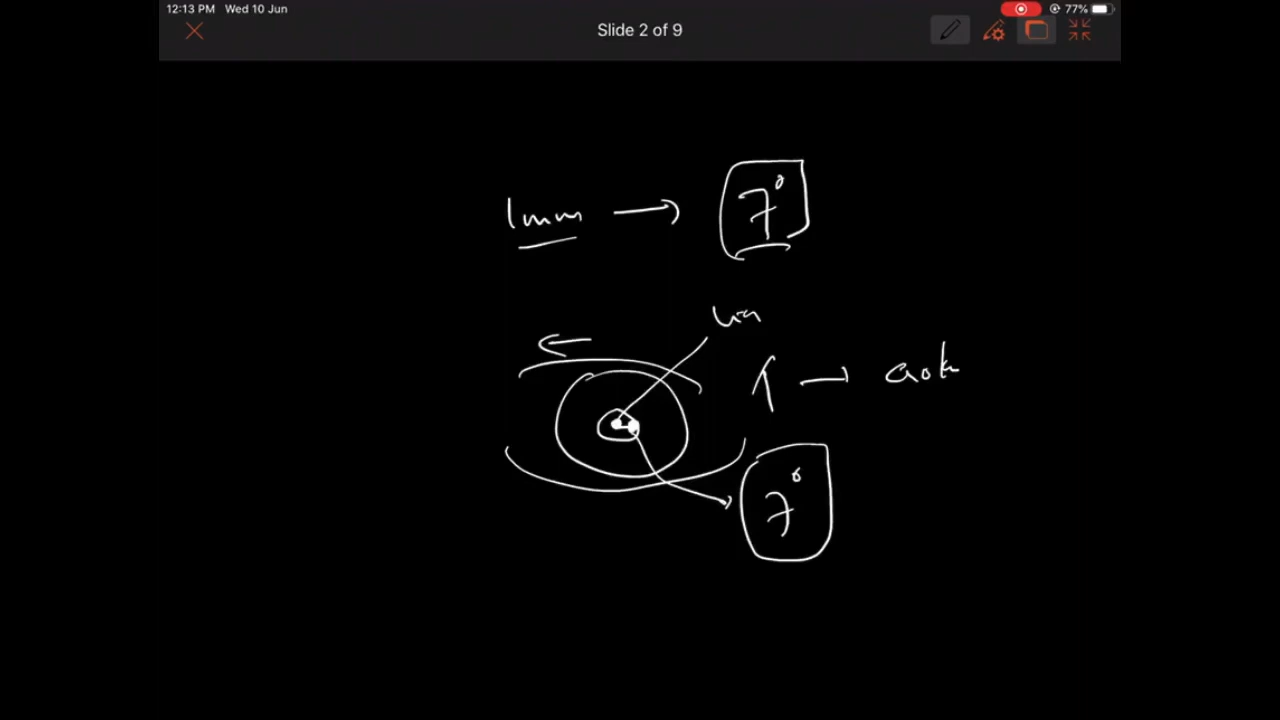 12:13 PM Wed 10 Jun
77%
Slide 2 of 9
1mm → 7°
←
→
7°